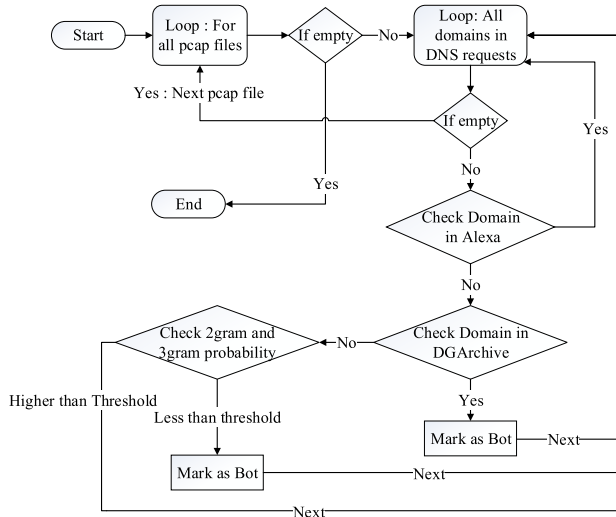 Start
Loop : For
all pcap files
If empty
No
Loop: All
domains in
DNS requests
Yes : Next pcap file
If empty
Yes
No
Yes
End
Check Domain
in Alexa
No
Check 2gram and
3gram probability
No
Check Domain in
DGArchive
Higher than Threshold
Less than threshold
Yes
Mark as Bot
Next
Mark as Bot
Next
Next